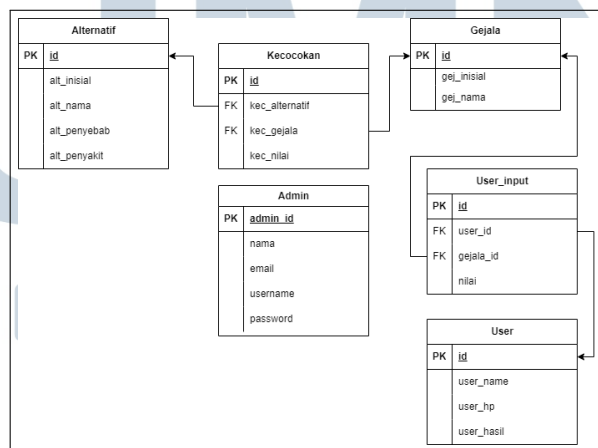 Alternatif
PK id
alt_inisial
alt_nama
alt_penyebab
alt_penyakit
Kecocokan
PK id
FK kec_alternatif
FK kec_gejala
kec_nilai
Gejala
PK id
gej_inisial
gej_nama
Admin
PK admin_id
nama
email
username
password
User_input
PK id
FK user_id
FK gejala_id
nilai
User
PK id
user_name
user_hp
user_hasil